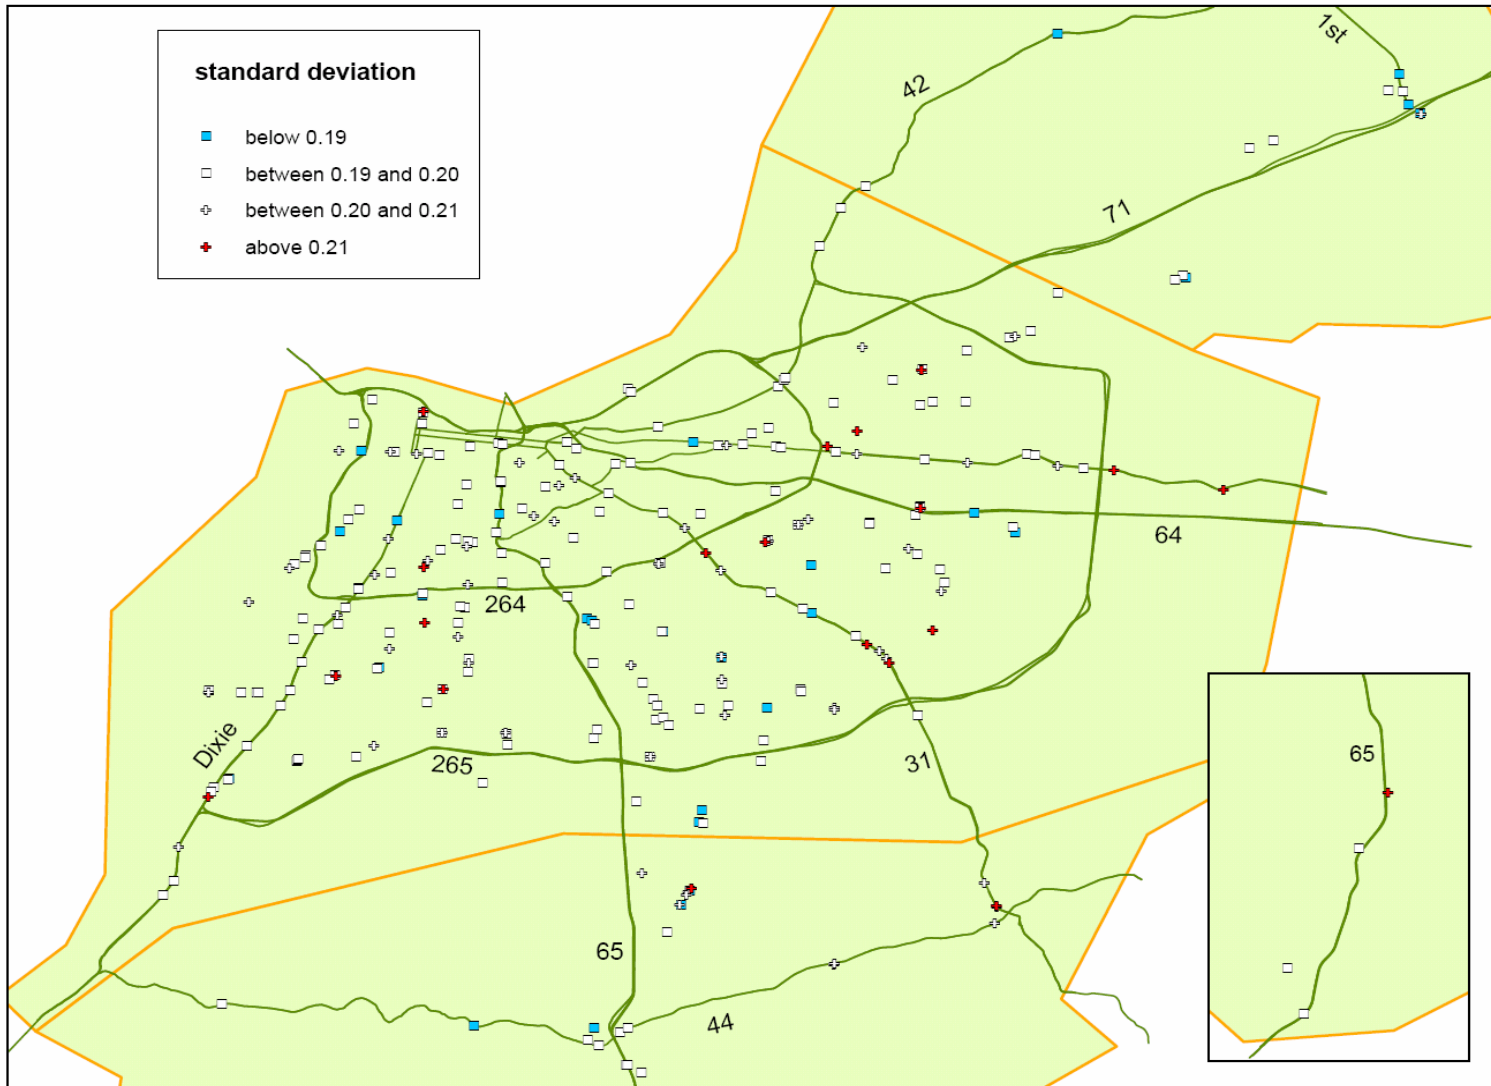 standard deviation
below 0.19
between 0.19 and 0.20
between 0.20 and 0.21
above 0.21
1st
42
71
64
264
Dixie
265
31
65
65
44